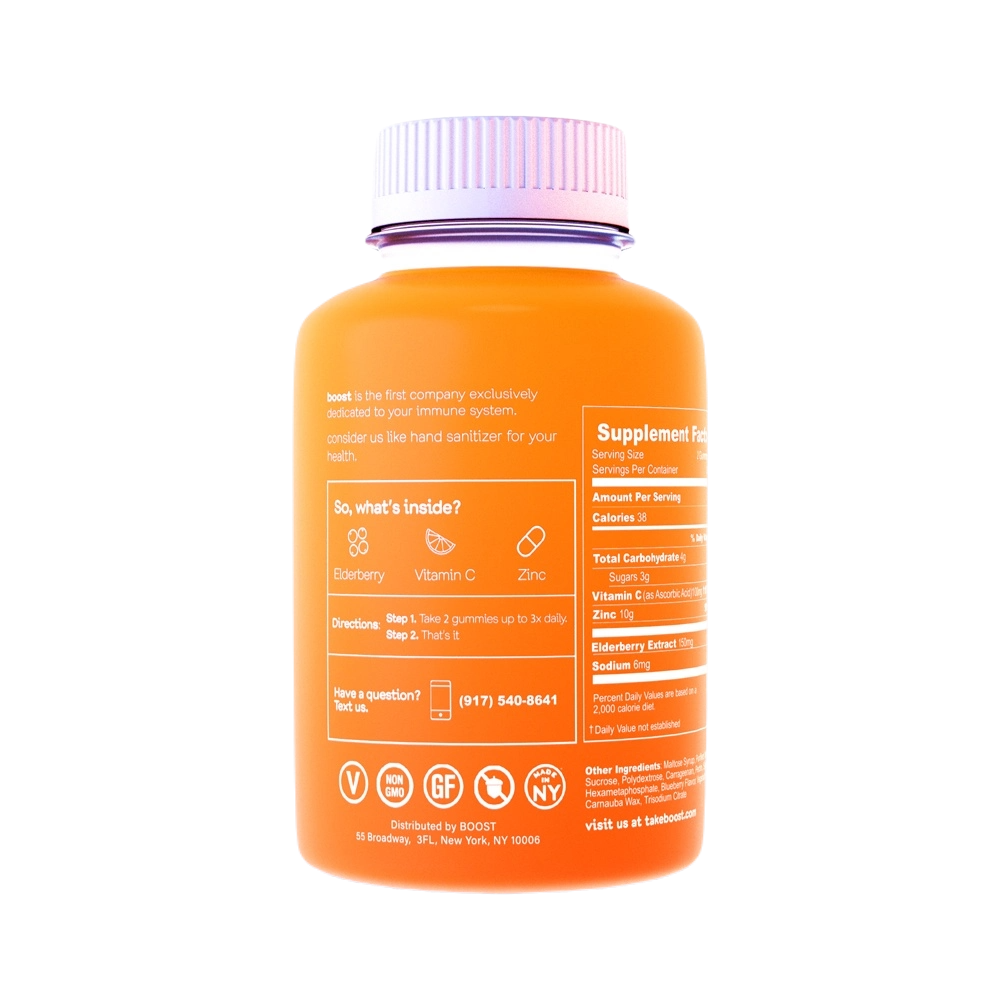 boost is the first company exclusively
dedicated to your immune system.
consider us like hand sanitizer for your
health.
So, what's inside?
Elderberry
Vitamin C
Zinc
Directions:
Step 1. Take 2 gummies up to 3x daily.
Step 2. That's it
Have a question?
Text us.
(917) 540-8641
V
NON
GMO
GF
MADE
IN
NY
Distributed by BOOST
55 Broadway, 3FL, New York, NY 10006
Supplement Facts
Serving Size
Servings Per Container
Amount Per Serving
Calories 38
% Daily
Total Carbohydrate 4g
Sugars 3g
Vitamin C (as Ascorbic Acid)
Zinc 10g
Elderberry Extract 150mg
Sodium 6mg
Percent Daily Values are based on a
2,000 calorie diet.
† Daily Value not established
Other Ingredients: Maltose Syrup,
Sucrose, Polydextrose, Carrageenan,
Hexametaphosphate, Blueberry Flavor,
Carnauba Wax, Trisodium Citrate
visit us at takeboost.com